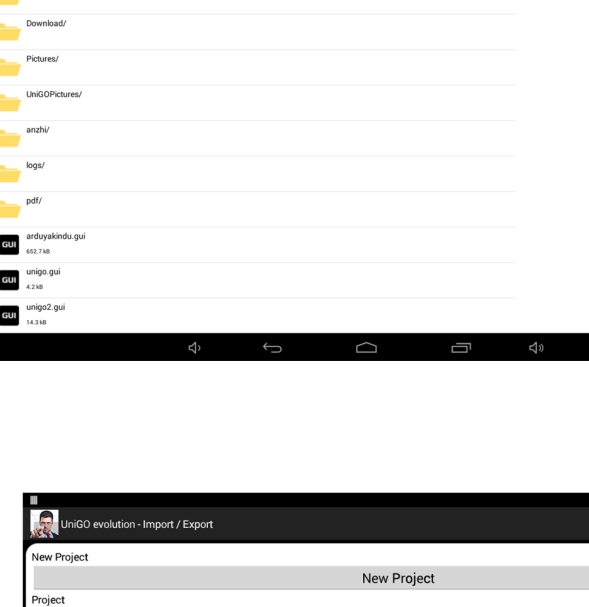 Download/
Pictures/
UniGOPictures/
anzhi/
logs/
pdf/
GUI
arduyakindu.gui
652.7 kB
GUI
unigo.gui
4.2 kB
GUI
unigo2.gui
14.3 kB
UniGO evolution - Import / Export
New Project
New Project
Project